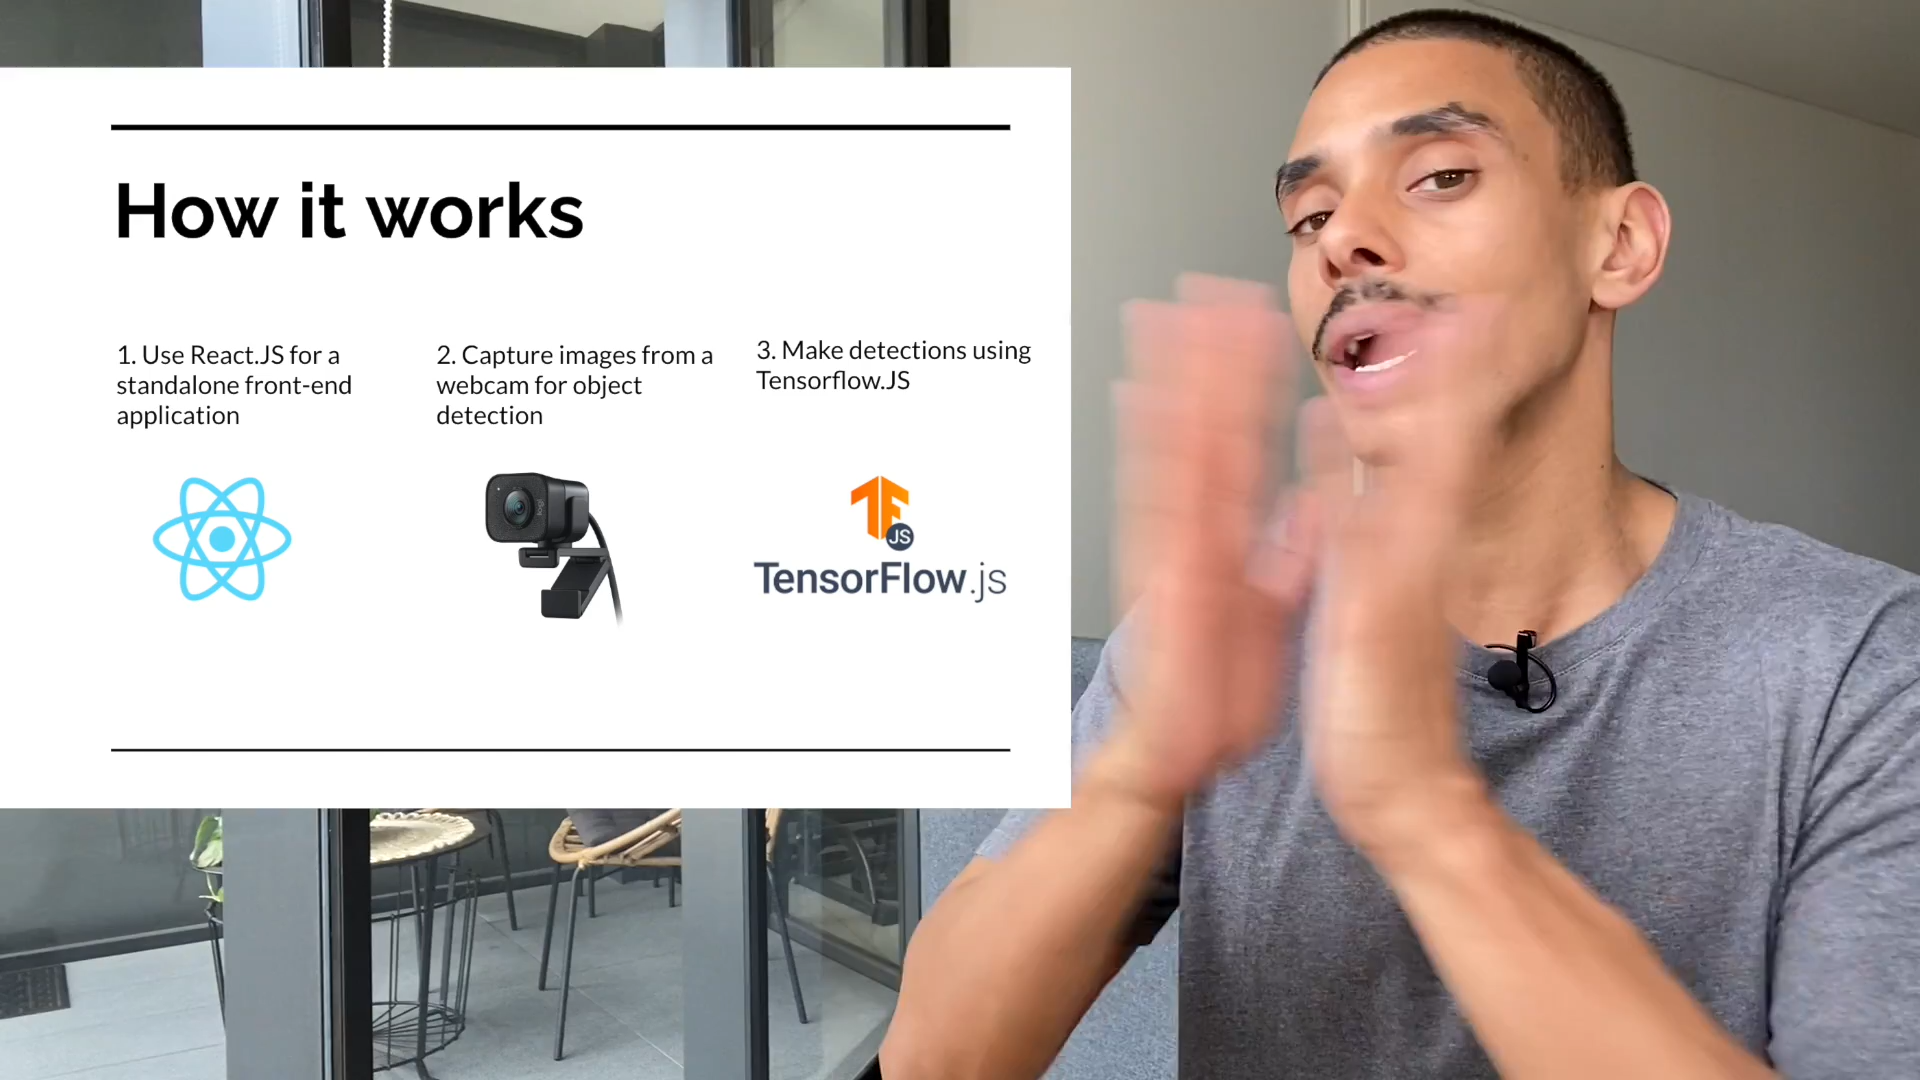 How it works
1. Use React.JS for a
standalone front-end
application
2. Capture images from a
webcam for object
detection
3. Make detections using
Tensorflow.JS
logi
JS
TensorFlow.js